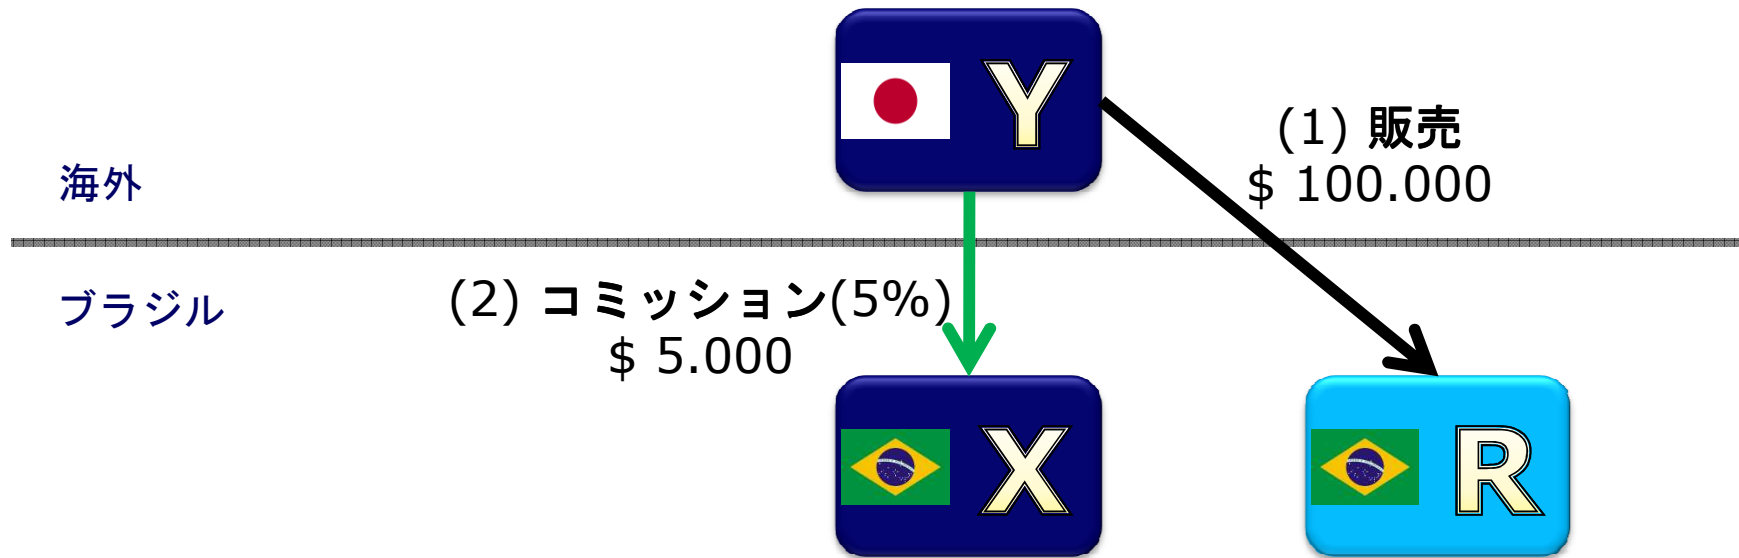 Y
(1) 販売
$ 100.000
海外
ブラジル
(2) コミッション(5%)
$ 5.000
X
R